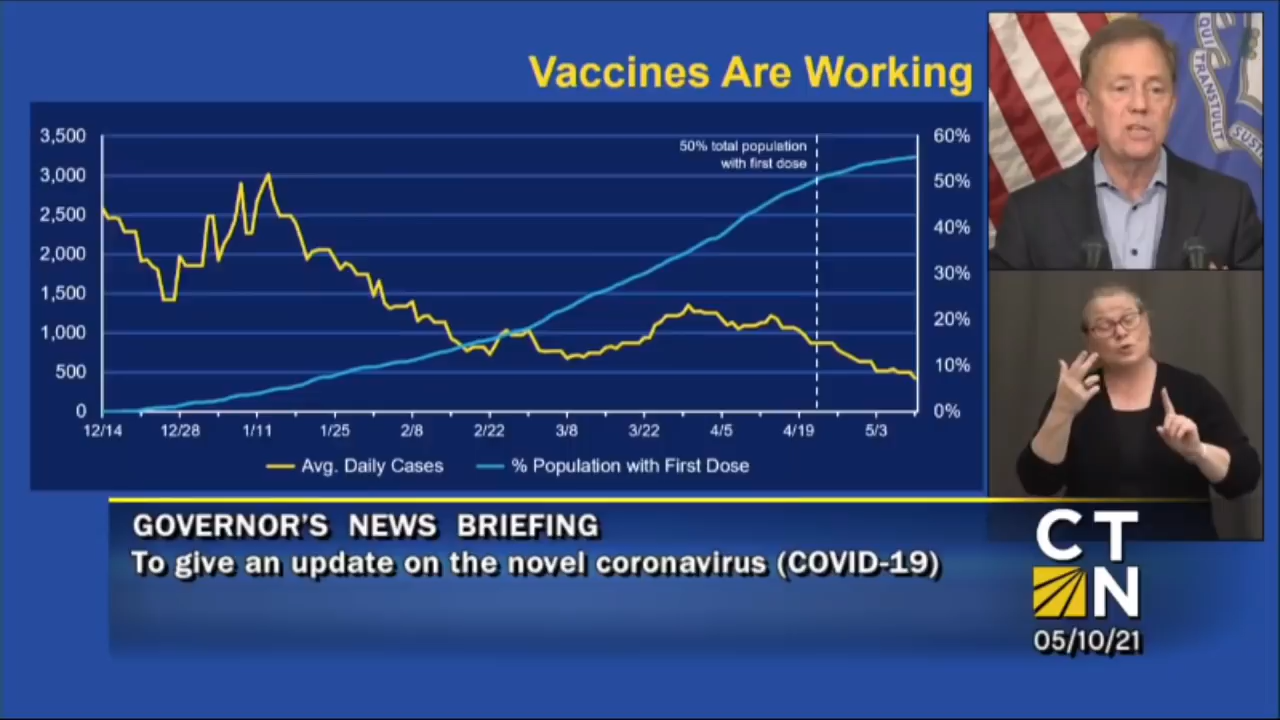 Vaccines Are Working
3,500
3,000
2,500
2,000
1,500
1,000
500
0
60%
50%
40%
30%
20%
10%
0%
50% total population
with first dose
12/14 12/28 1/11 1/25 2/8 2/22 3/8 3/22 4/5 4/19 5/3
Avg. Daily Cases % Population with First Dose
QUI TRANSTULIT
GOVERNOR'S NEWS BRIEFING
To give an update on the novel coronavirus (COVID-19)
CT
N
05/10/21